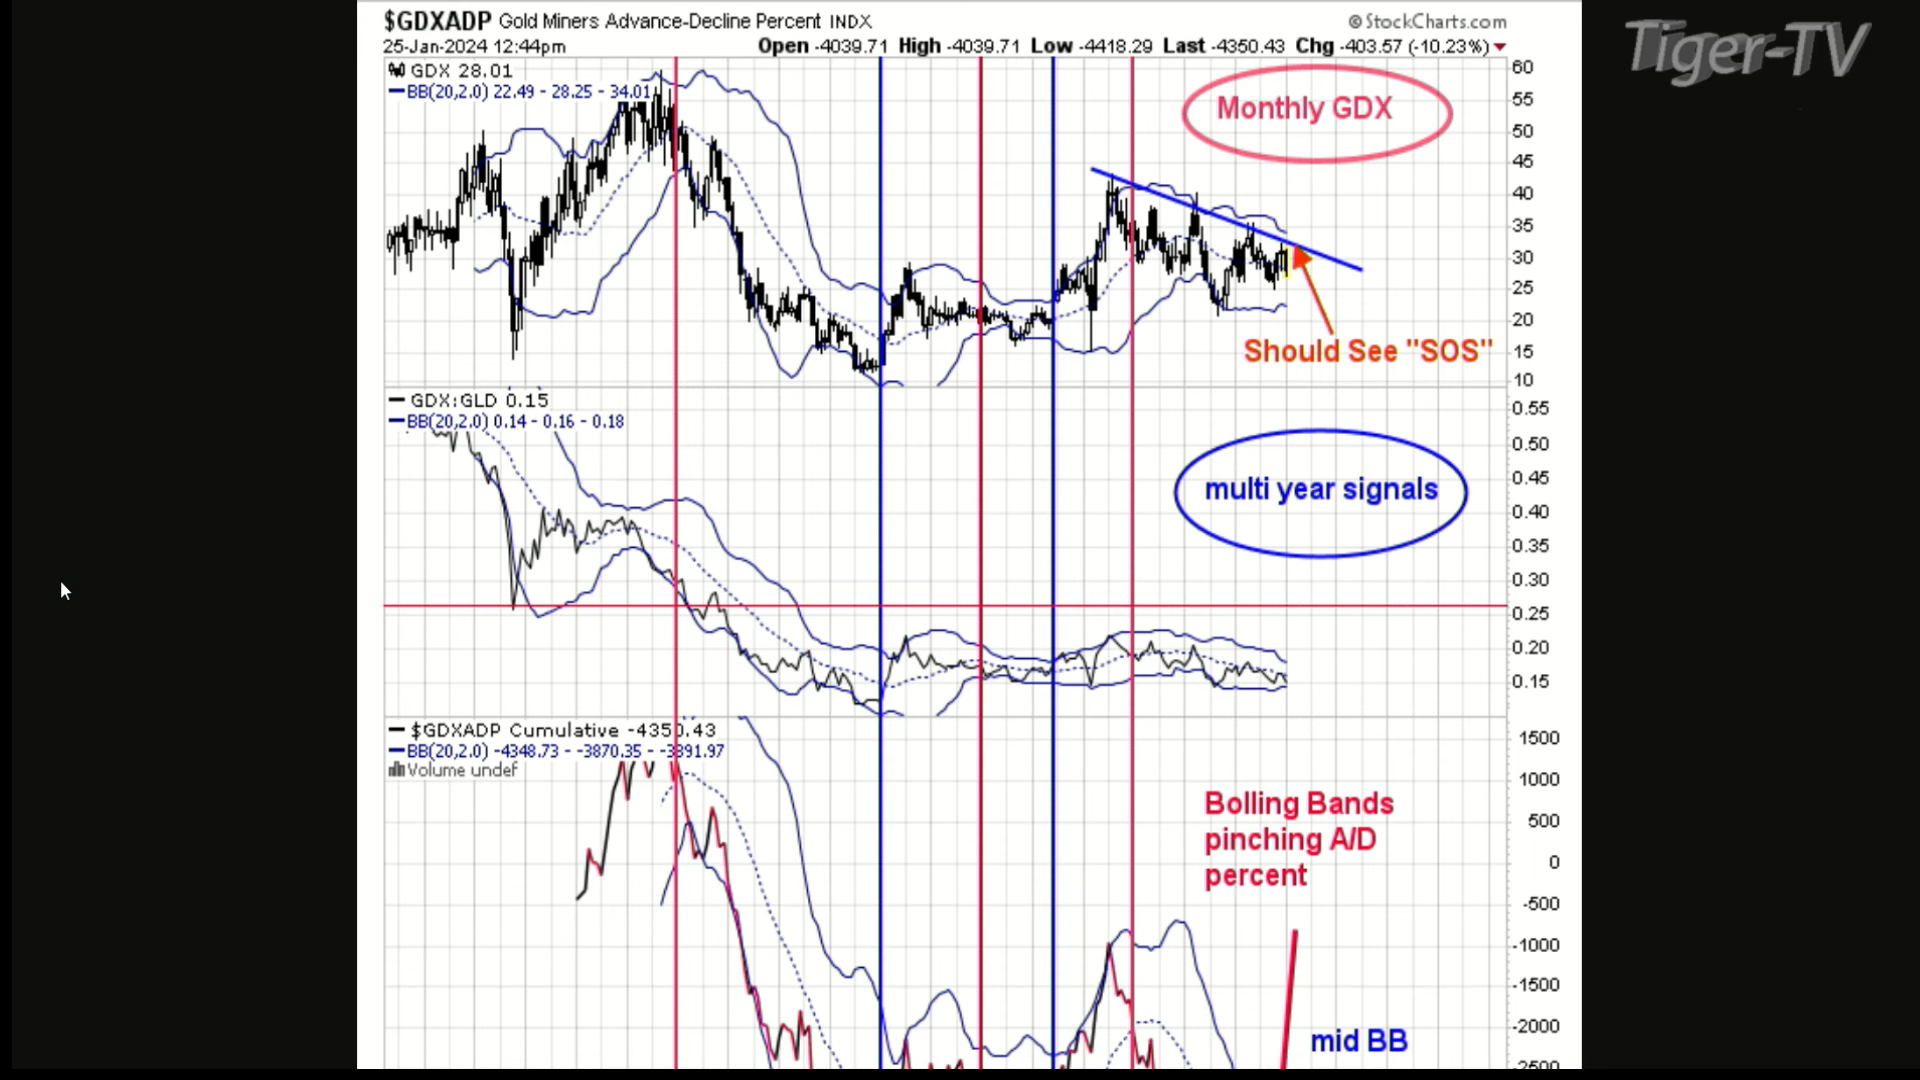 $GDXADP Gold Miners Advance-Decline Percent INDX
© StockCharts.com
Tiger-TV
25-Jan-2024 12:44pm
Open -4039.71 High -4039.71 Low -4418.29 Last -4350.43 Chg -403.57 (-10.23%)
GDX 28.01
BB(20,2.0) 22.49 - 28.25 - 34.01
Monthly GDX
60
55
50
45
40
35
30
25
20
15
10
Should See "SOS"
GDX:GLD 0.15
BB(20,2.0) 0.14 - 0.16 - 0.18
multi year signals
0.55
0.50
0.45
0.40
0.35
0.30
0.25
0.20
0.15
$GDXADP Cumulative -4350.43
BB(20,2.0) -4348.73 - -3870.35 - -3391.97
Volume undef
Bolling Bands
pinching A/D
percent
mid BB
1500
1000
500
0
-500
-1000
-1500
-2000
-2500